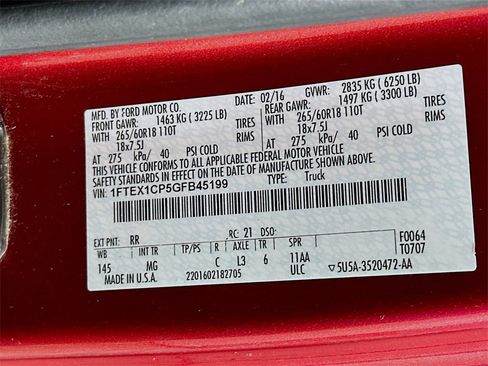 MFD. BY FORD MOTOR CO.
DATE: 02/16 GVWR: 2835 KG (6250 LB)
FRONT GAWR: 1463 KG (3225 LB) REAR GAWR: 1497 KG (3300 LB)
WITH 265/60R18 110T TIRES WITH 265/60R18 110T TIRES
18x7.5J RIMS 18x7.5J RIMS
AT 275 kPa/ 40 PSI COLD AT 275 kPa/ 40 PSI COLD
THIS VEHICLE CONFORMS TO ALL APPLICABLE FEDERAL MOTOR VEHICLE
SAFETY STANDARDS IN EFFECT ON THE DATE OF MANUFACTURE SHOWN ABOVE.
VIN: 1FTEX1CP5GFB45199 TYPE: Truck
EXT PNT: RR RC: 21 DSO: F0064
WB INT TR TP/PS R AXLE TR SPR T0707
145 MG C L3 6 11AA
MADE IN U.S.A. 2201602182705 ULC ▽5U5A-3520472-AA